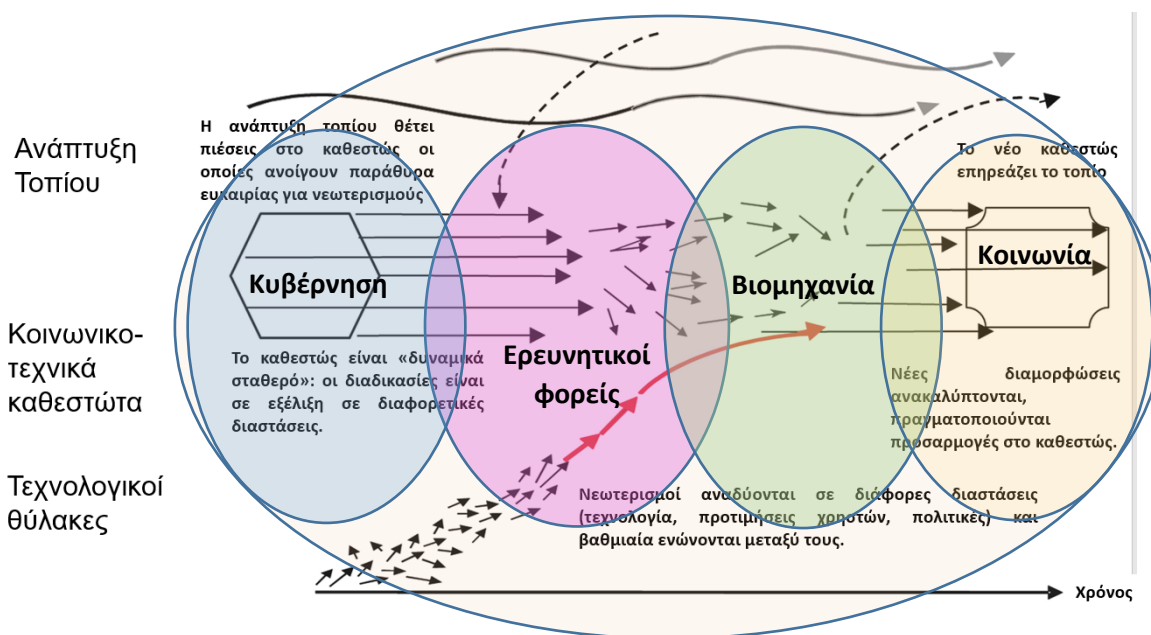 Ανάπτυξη
Τοπίου
Η ανάπτυξη τοπίου θέτει
πιέσεις στο καθεστώς οι
οποίες ανοίγουν παράθυρα
ευκαιρίας για νεωτερισμούς
Το νέο καθεστώς
επηρεάζει το τοπίο
Κυβέρνηση
Ερευνητικοί
φορείς
Βιομηχανία
Κοινωνία
Κοινωνικο-
τεχνικά
καθεστώτα
Το καθεστώς είναι «δυναμικά
σταθερό»: οι διαδικασίες είναι
σε εξέλιξη σε διαφορετικές
διαστάσεις.
Νέες διαμορφώσεις
ανακαλύπτονται,
πραγματοποιούνται
προσαρμογές στο καθεστώς.
Τεχνολογικοί
θύλακες
Νεωτερισμοί αναδύονται σε διάφορες διαστάσεις
(τεχνολογία, προτιμήσεις χρηστών, πολιτικές) και
βαθμιαία ενώνονται μεταξύ τους.
Χρόνος